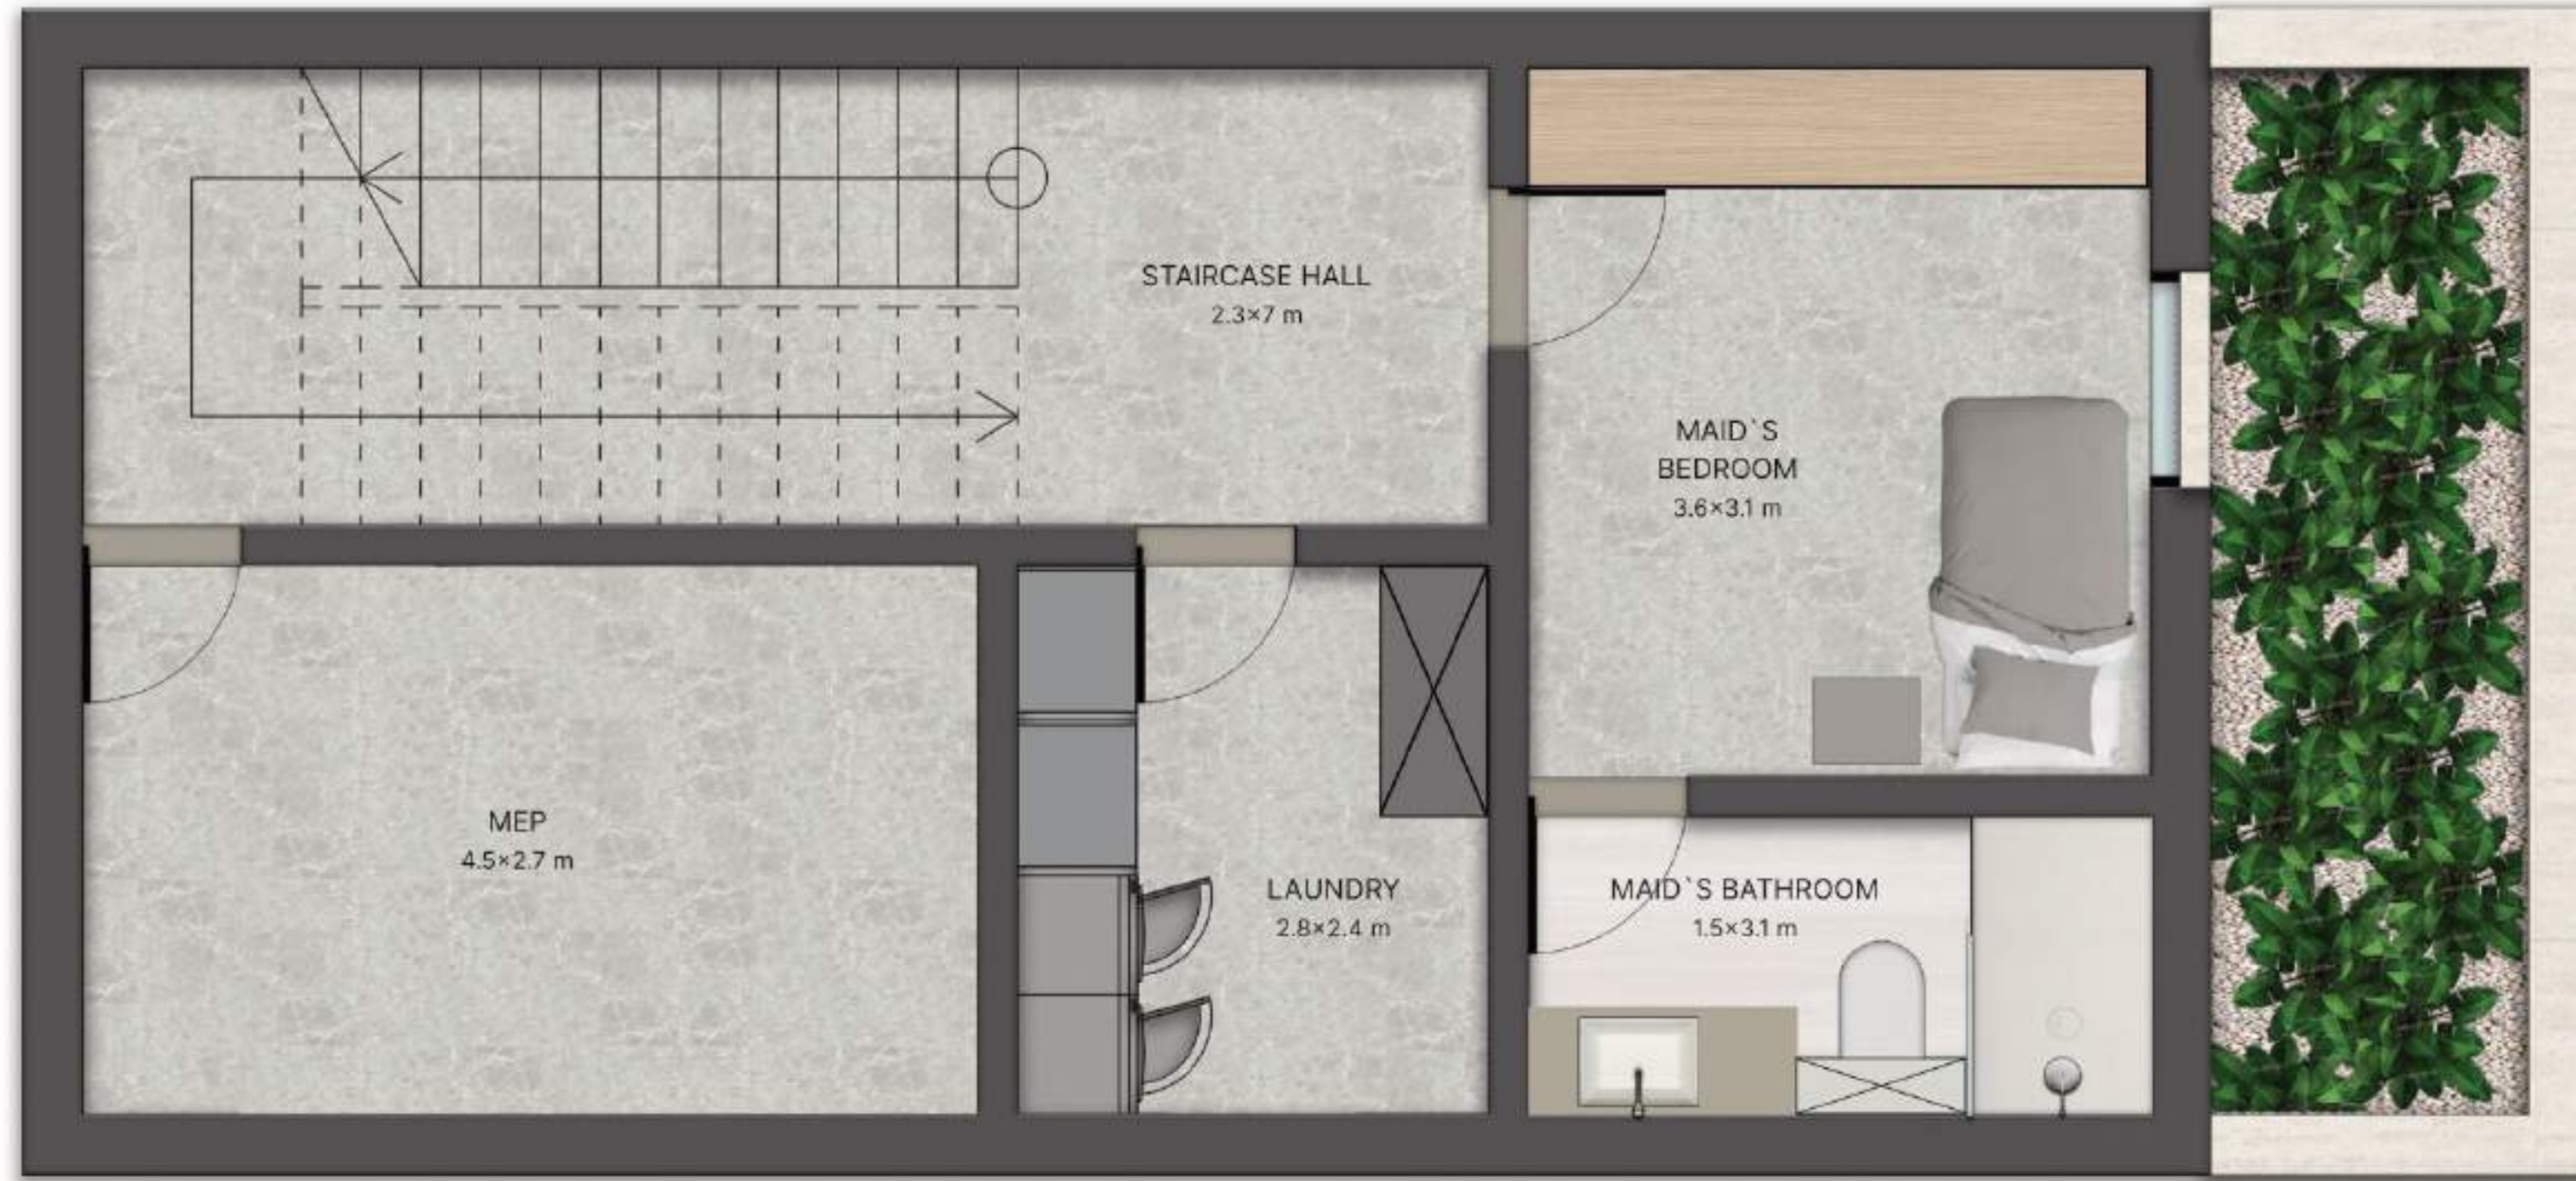 STAIRCASE HALL
2.3×7 m
MAID`S
BEDROOM
3.6×3.1 m
MEP
4.5×2.7 m
LAUNDRY
2.8×2.4 m
MAID`S BATHROOM
1.5×3.1 m